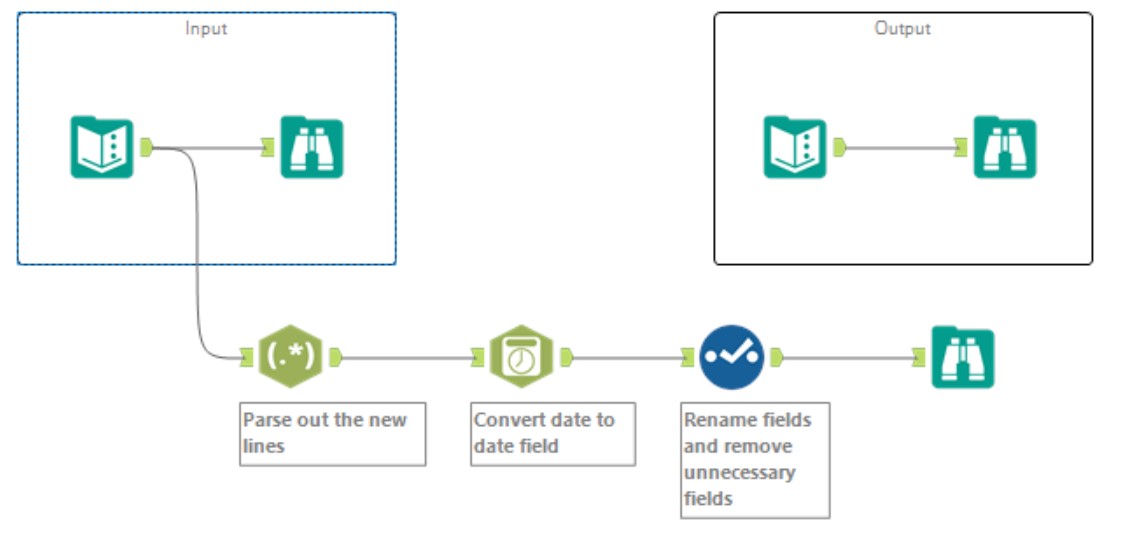 Input
Output
(.*)
Parse out the new
lines
Convert date to
date field
Rename fields
and remove
unnecessary
fields